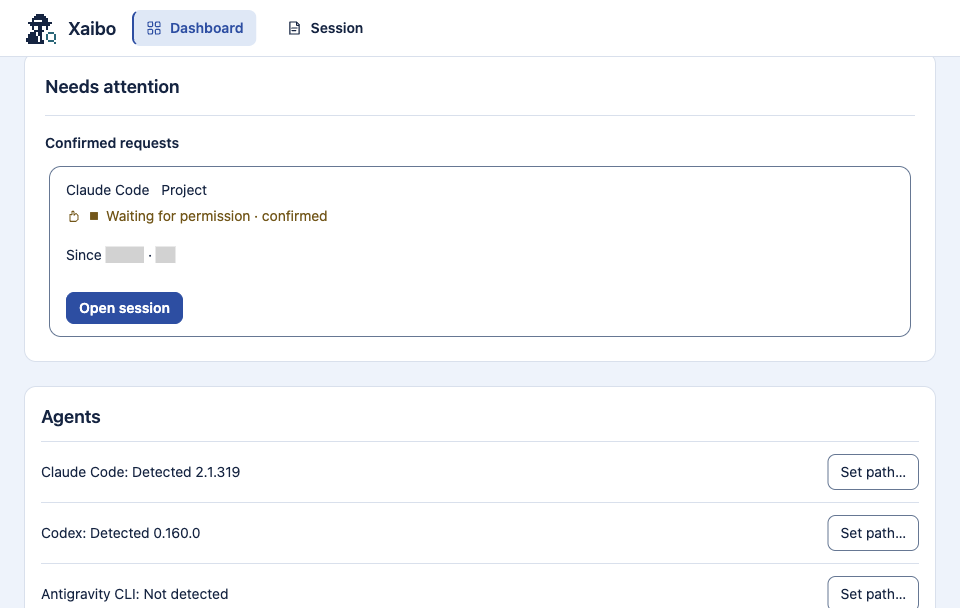 Xaibo
Dashboard
Session
Needs attention
Confirmed requests
Claude Code Project
Waiting for permission · confirmed
Since ·
Open session
Agents
Claude Code: Detected 2.1.319
Set path...
Codex: Detected 0.160.0
Set path...
Antigravity CLI: Not detected
Set path...